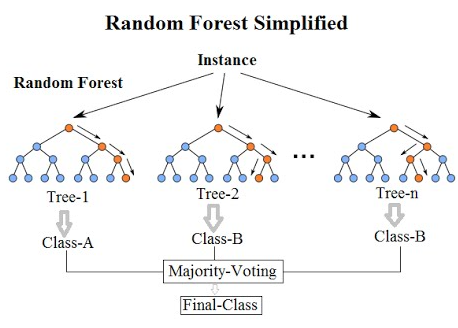 Random Forest Simplified
Instance
Random Forest
...
Tree-1
Tree-2
Tree-n
Class-A
Class-B
Class-B
Majority-Voting
Final-Class